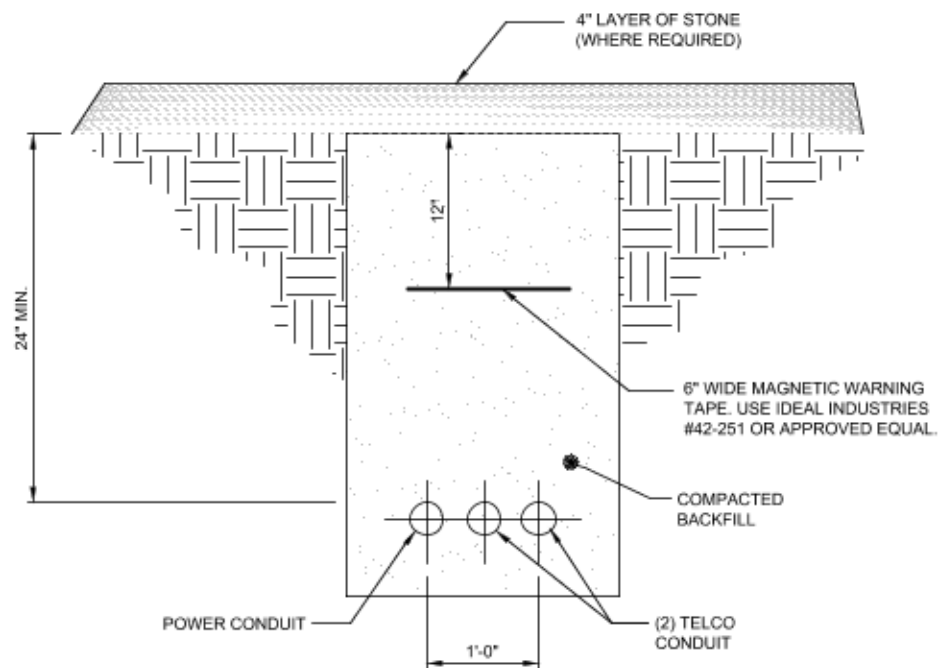 4" LAYER OF STONE
(WHERE REQUIRED)
12"
24" MIN.
6" WIDE MAGNETIC WARNING
TAPE. USE IDEAL INDUSTRIES
#42-251 OR APPROVED EQUAL.
COMPACTED
BACKFILL
POWER CONDUIT
(2) TELCO
CONDUIT
1'-0"